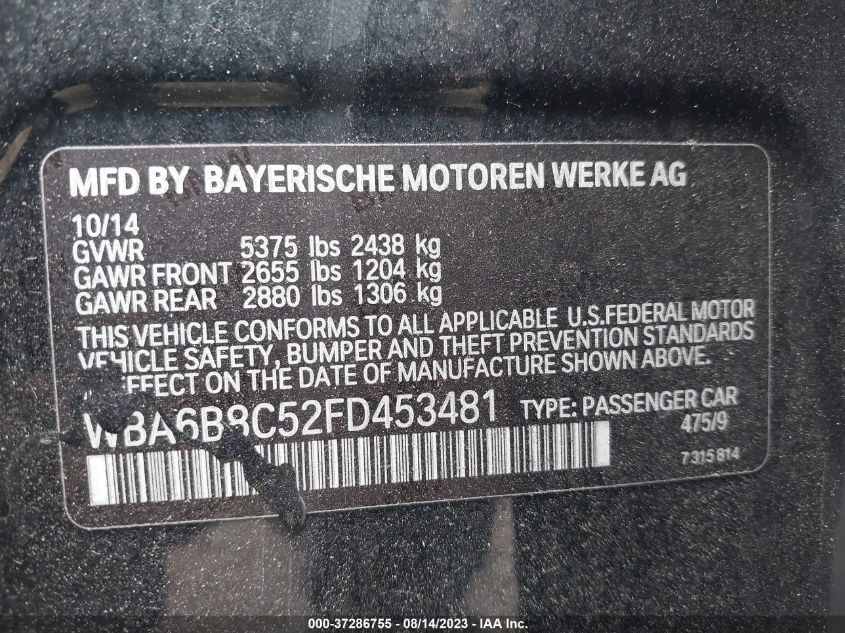 MFD BY BAYERISCHE MOTOREN WERKE AG
10/14
GVWR 5375 lbs 2438 kg
GAWR FRONT 2655 lbs 1204 kg
GAWR REAR 2880 lbs 1306 kg
THIS VEHICLE CONFORMS TO ALL APPLICABLE U.S.FEDERAL MOTOR
VEHICLE SAFETY, BUMPER AND THEFT PREVENTION STANDARDS
EFFECT ON THE DATE OF MANUFACTURE SHOWN ABOVE.
WBA6B8C52FD453481 TYPE: PASSENGER CAR
475/9
7 315 814
000-37286755 - 08/14/2023 - IAA Inc.